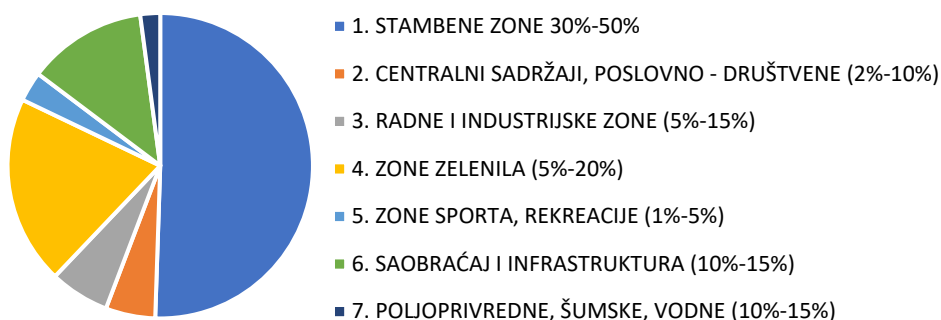 1. STAMBENE ZONE 30%-50%
2. CENTRALNI SADRŽAJI, POSLOVNO - DRUŠTVENE (2%-10%)
3. RADNE I INDUSTRIJSKE ZONE (5%-15%)
4. ZONE ZELENILA (5%-20%)
5. ZONE SPORTA, REKREACIJE (1%-5%)
6. SAOBRAĆAJ I INFRASTRUKTURA (10%-15%)
7. POLJOPRIVREDNE, ŠUMSKE, VODNE (10%-15%)